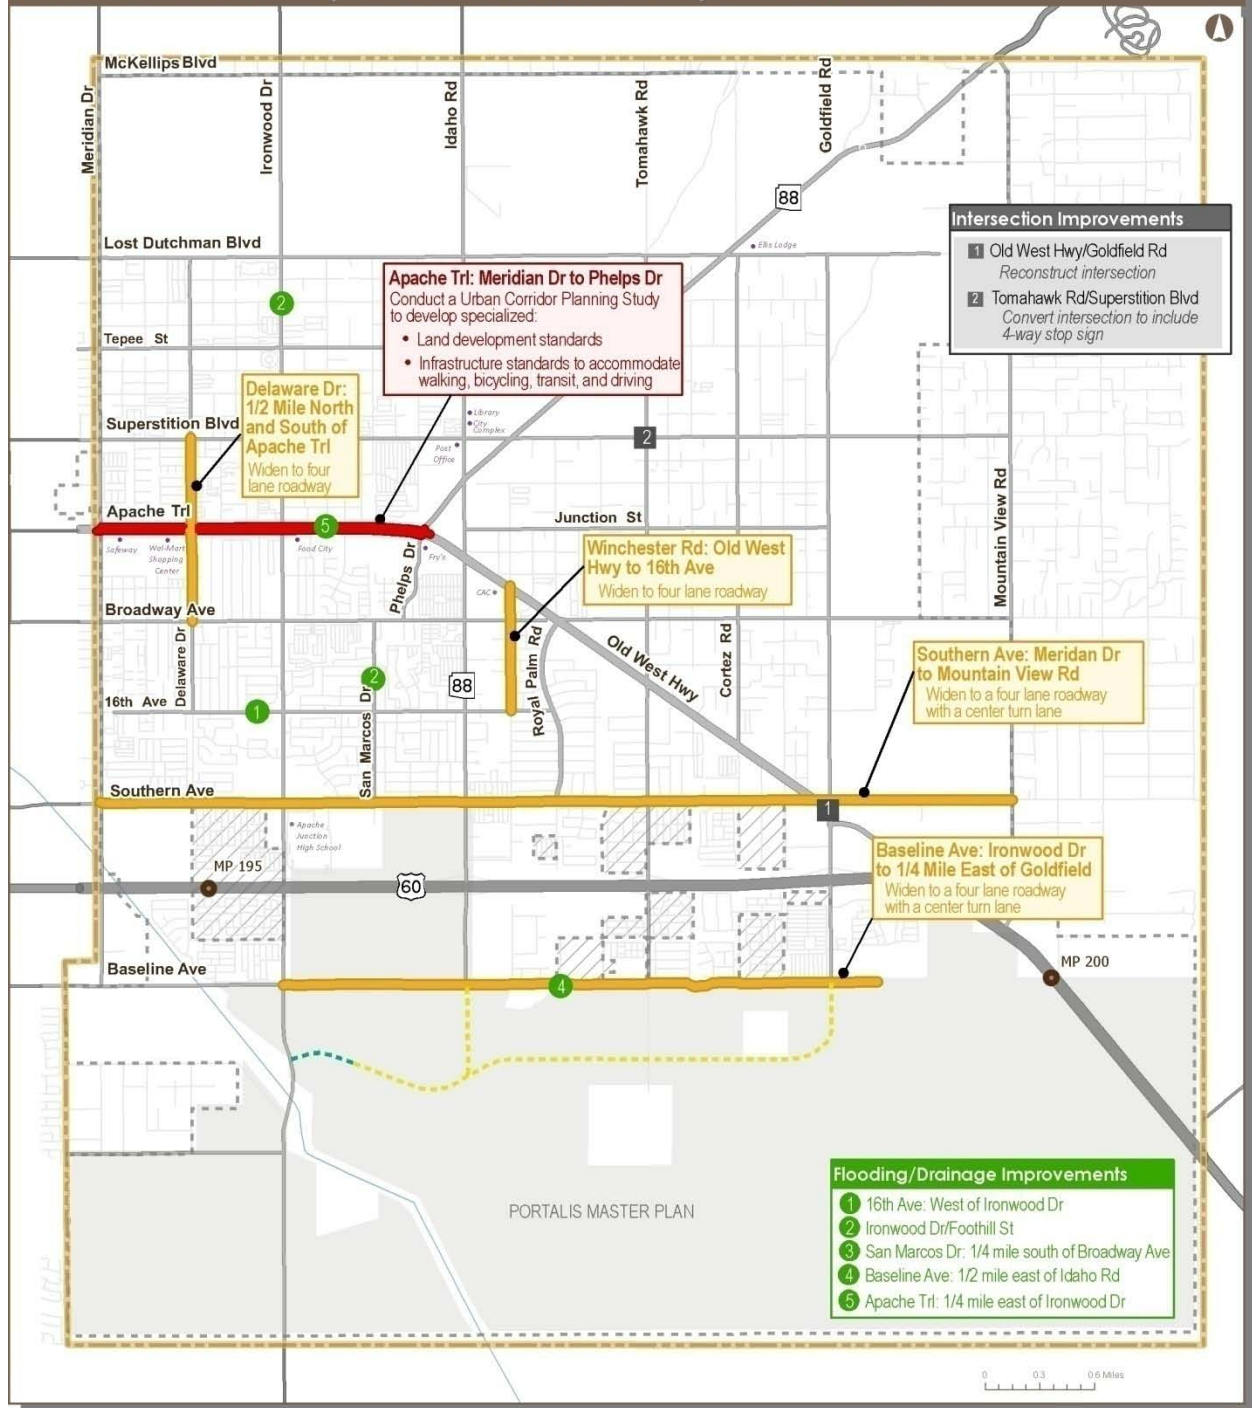 McKellips Blvd
Meridian Dr
Ironwood Dr
Idaho Rd
Tomahawk Rd
Goldfield Rd
88
Intersection Improvements
1 Old West Hwy/Goldfield Rd
Reconstruct intersection
2 Tomahawk Rd/Superstition Blvd
Convert intersection to include
4-way stop sign
Lost Dutchman Blvd
Ellis Lodge
2
Apache Trl: Meridian Dr to Phelps Dr
Conduct a Urban Corridor Planning Study
to develop specialized:
• Land development standards
• Infrastructure standards to accommodate
walking, bicycling, transit, and driving
Tepee St
Delaware Dr:
1/2 Mile North
and South of
Apache Trl
Widen to four
lane roadway
Superstition Blvd
Library
City
Complex
Post
Office
2
Mountain View Rd
Apache Trl
5
Junction St
Safeway
Wal-Mart
Shopping
Center
Food City
Fry's
Phelps Dr
Winchester Rd: Old West
Hwy to 16th Ave
Widen to four lane roadway
CAC
Broadway Ave
Delaware Dr
Royal Palm Rd
Old West Hwy
Cortez Rd
Southern Ave: Meridan Dr
to Mountain View Rd
Widen to a four lane roadway
with a center turn lane
2
88
16th Ave
1
San Marcos Dr
Southern Ave
1
Apache
Junction
High School
MP 195
60
Baseline Ave: Ironwood Dr
to 1/4 Mile East of Goldfield
Widen to a four lane roadway
with a center turn lane
Baseline Ave
4
MP 200
PORTALIS MASTER PLAN
Flooding/Drainage Improvements
1 16th Ave: West of Ironwood Dr
2 Ironwood Dr/Foothill St
3 San Marcos Dr: 1/4 mile south of Broadway Ave
4 Baseline Ave: 1/2 mile east of Idaho Rd
5 Apache Trl: 1/4 mile east of Ironwood Dr
0 0.3 0.6 Miles